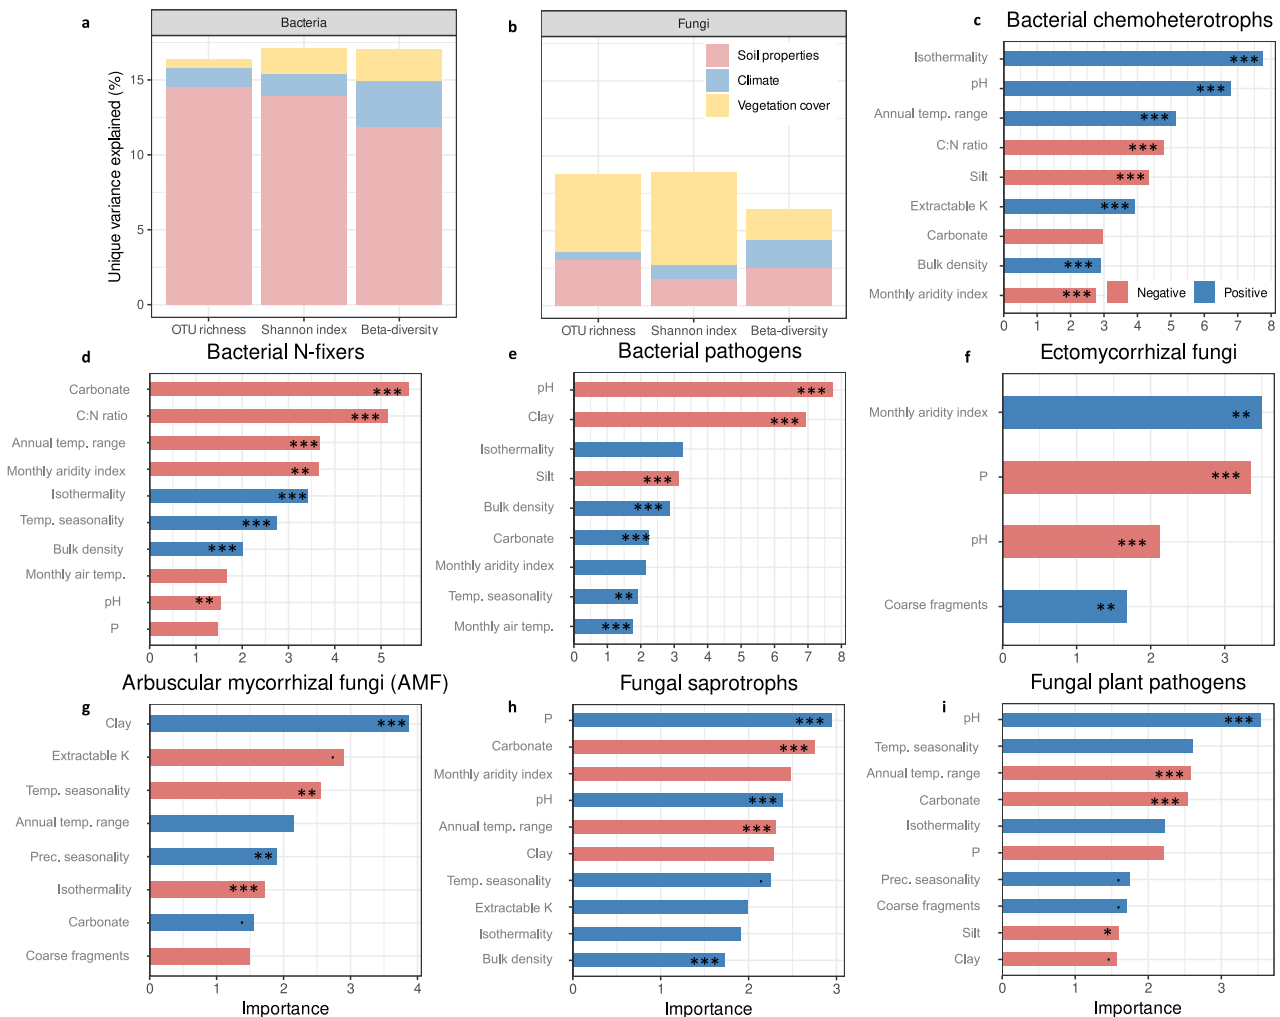 a
Bacteria
Unique variance explained (%)
15
10
5
0
OTU richness
Shannon index
Beta-diversity
b
Fungi
Soil properties
Climate
Vegetation cover
OTU richness
Shannon index
Beta-diversity
c
Bacterial chemoheterotrophs
Isothermality ***
pH ***
Annual temp. range ***
C:N ratio ***
Silt ***
Extractable K ***
Carbonate
Bulk density ***
Monthly aridity index ***
Negative
Positive
0 1 2 3 4 5 6 7 8
d
Bacterial N-fixers
Carbonate ***
C:N ratio ***
Annual temp. range ***
Monthly aridity index **
Isothermality ***
Temp. seasonality ***
Bulk density ***
Monthly air temp.
pH **
P
0 1 2 3 4 5
e
Bacterial pathogens
pH ***
Clay ***
Isothermality
Silt ***
Bulk density ***
Carbonate ***
Monthly aridity index
Temp. seasonality **
Monthly air temp. ***
0 1 2 3 4 5 6 7 8
f
Ectomycorrhizal fungi
Monthly aridity index **
P ***
pH ***
Coarse fragments **
0 1 2 3
Arbuscular mycorrhizal fungi (AMF)
g
Clay ***
Extractable K .
Temp. seasonality **
Annual temp. range
Prec. seasonality **
Isothermality ***
Carbonate .
Coarse fragments
0 1 2 3 4
Importance
Fungal saprotrophs
h
P ***
Carbonate ***
Monthly aridity index
pH ***
Annual temp. range ***
Clay
Temp. seasonality .
Extractable K
Isothermality
Bulk density ***
0 1 2 3
Importance
Fungal plant pathogens
i
pH ***
Temp. seasonality
Annual temp. range ***
Carbonate ***
Isothermality
P
Prec. seasonality .
Coarse fragments .
Silt *
Clay .
0 1 2 3
Importance